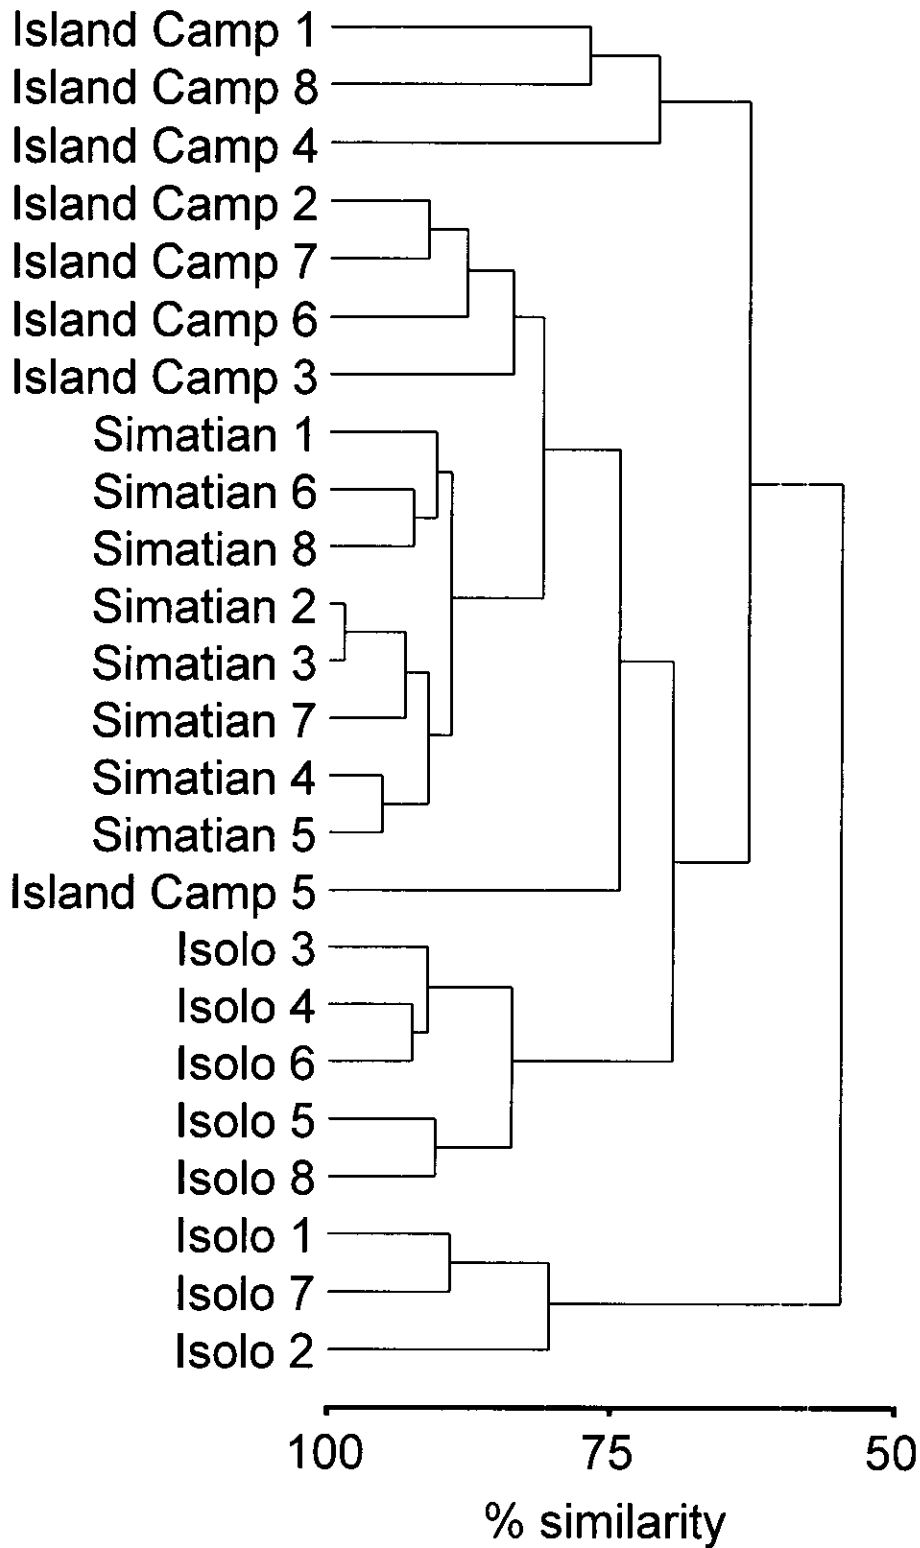 Island Camp 1
Island Camp 8
Island Camp 4
Island Camp 2
Island Camp 7
Island Camp 6
Island Camp 3
Simatian 1
Simatian 6
Simatian 8
Simatian 2
Simatian 3
Simatian 7
Simatian 4
Simatian 5
Island Camp 5
Isolo 3
Isolo 4
Isolo 6
Isolo 5
Isolo 8
Isolo 1
Isolo 7
Isolo 2
100 75 50
% similarity